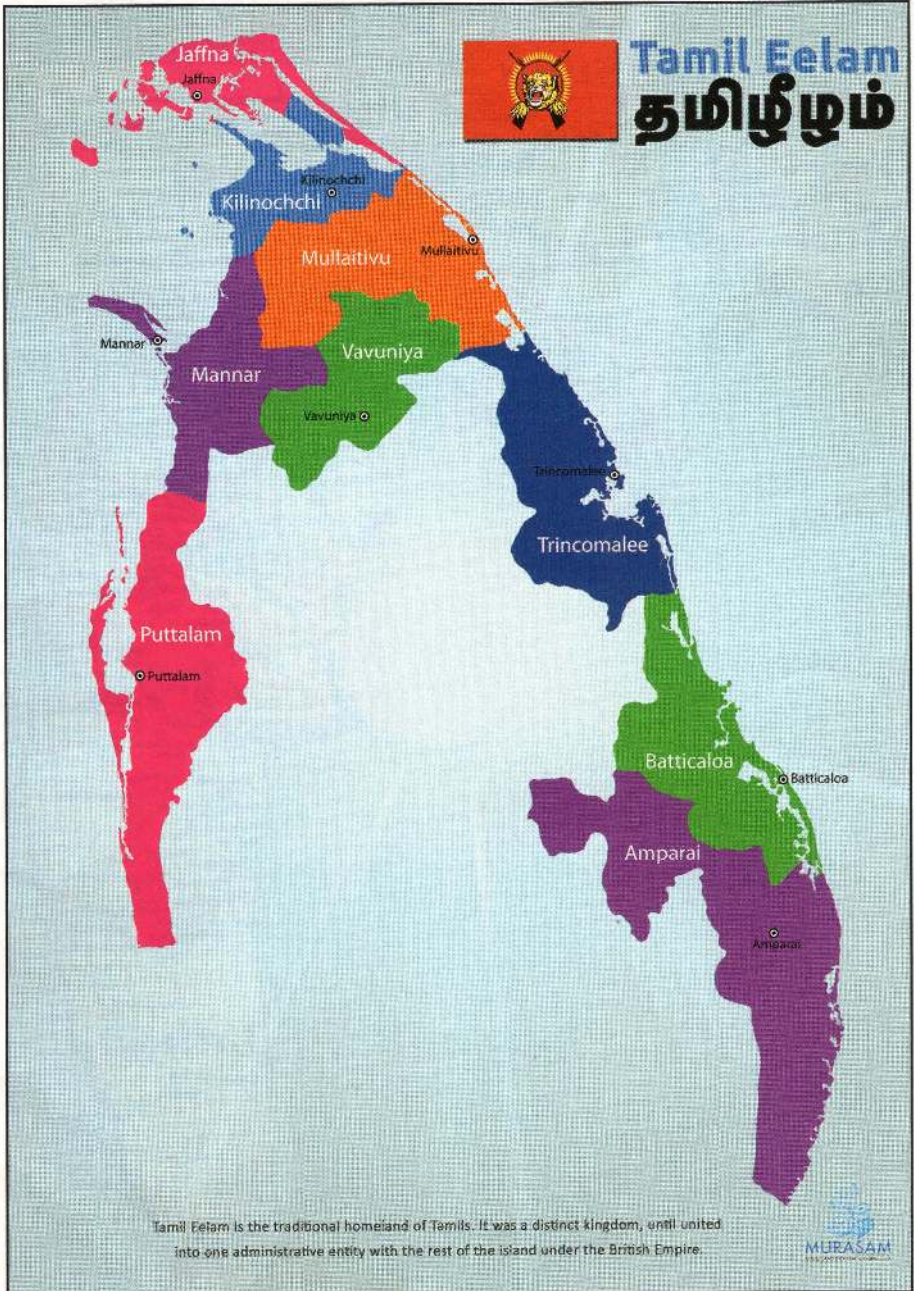 Tamil Eelam
தமிழீழம்
Jaffna
Jaffna
Kilinochchi
Kilinochchi
Mullaitivu
Mullaitivu
Mannar
Mannar
Vavuniya
Vavuniya
Trincomalee
Trincomalee
Puttalam
Puttalam
Batticaloa
Batticaloa
Amparai
Amparai
Tamil Eelam is the traditional homeland of Tamils. It was a distinct kingdom, until united
into one administrative entity with the rest of the island under the British Empire.
MURASAM